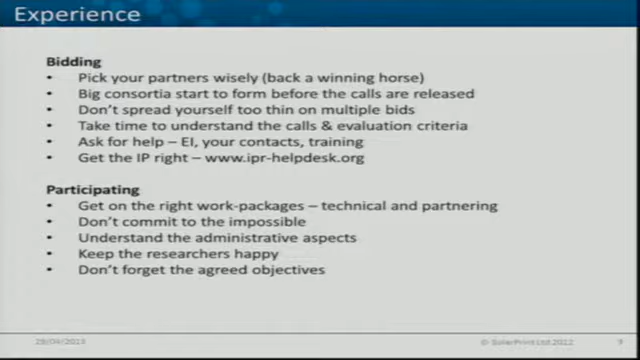 Experience
Bidding
• Pick your partners wisely (back a winning horse)
• Big consortia start to form before the calls are released
• Don't spread yourself too thin on multiple bids
• Take time to understand the calls & evaluation criteria
• Ask for help – EI, your contacts, training
• Get the IP right – www.ipr-helpdesk.org
Participating
• Get on the right work-packages – technical and partnering
• Don't commit to the impossible
• Understand the administrative aspects
• Keep the researchers happy
• Don't forget the agreed objectives
© SolarPrint Ltd 2012
9